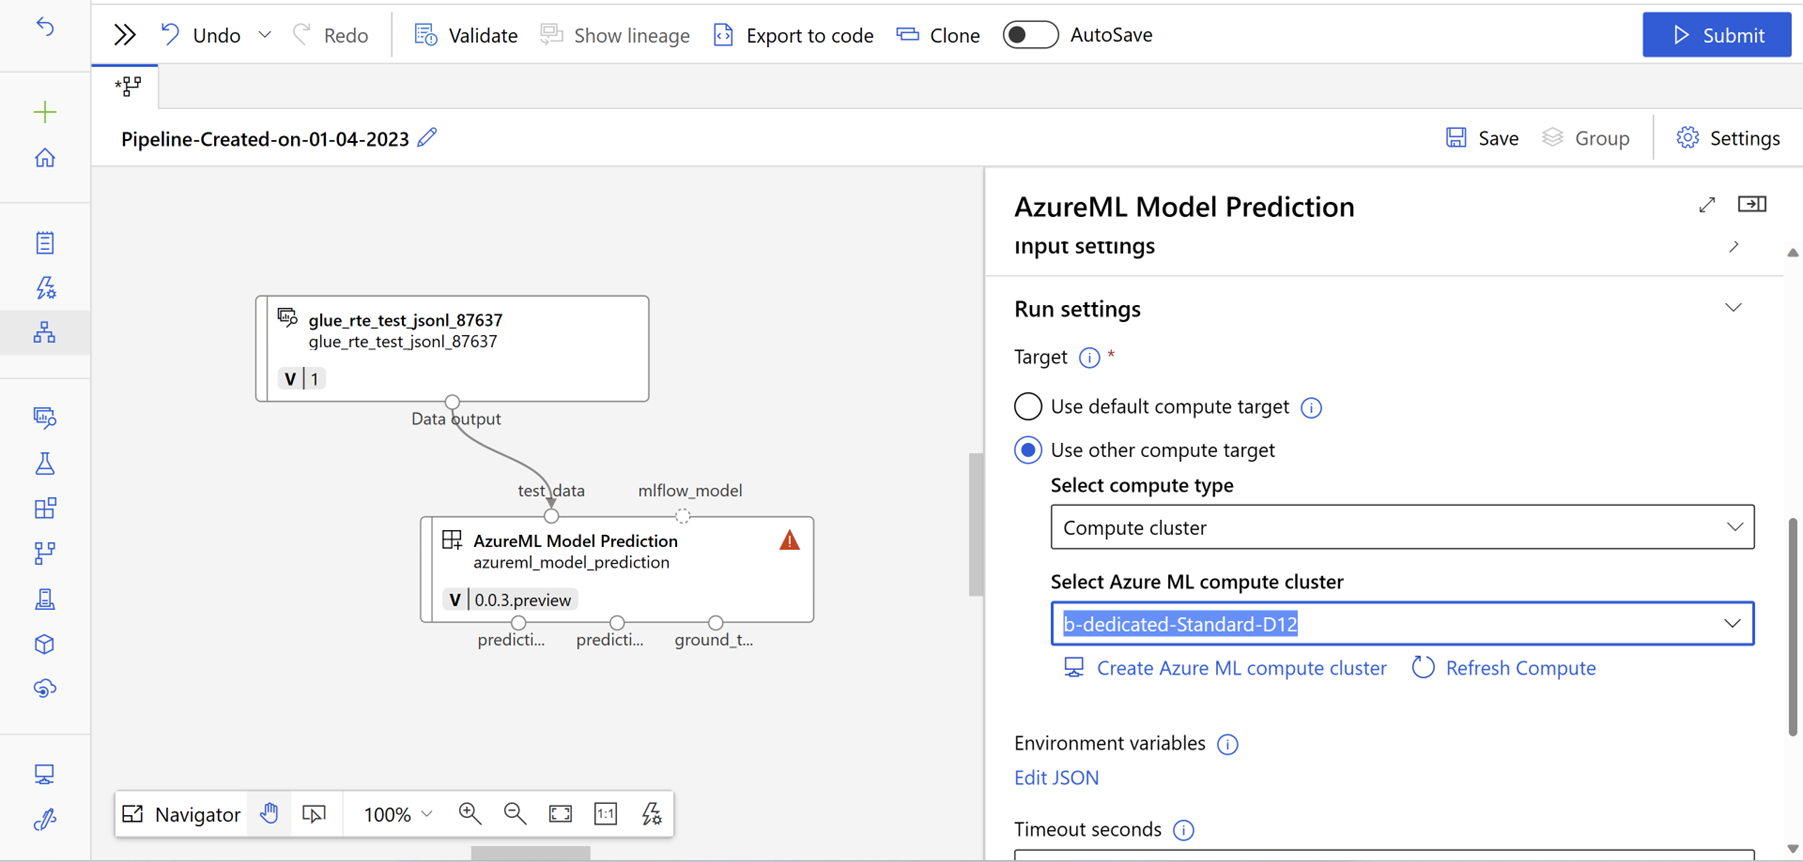 Undo
Redo
Validate
Show lineage
Export to code
Clone
AutoSave
Submit
Pipeline-Created-on-01-04-2023
Save
Group
Settings
glue_rte_test_jsonl_87637
glue_rte_test_jsonl_87637
V 1
Data output
test_data
mlflow_model
AzureML Model Prediction
azureml_model_prediction
V 0.0.3.preview
predicti...
predicti...
ground_t...
Navigator
100%
1:1
AzureML Model Prediction
Input settings
Run settings
Target *
Use default compute target
Use other compute target
Select compute type
Compute cluster
Select Azure ML compute cluster
b-dedicated-Standard-D12
Create Azure ML compute cluster
Refresh Compute
Environment variables
Edit JSON
Timeout seconds